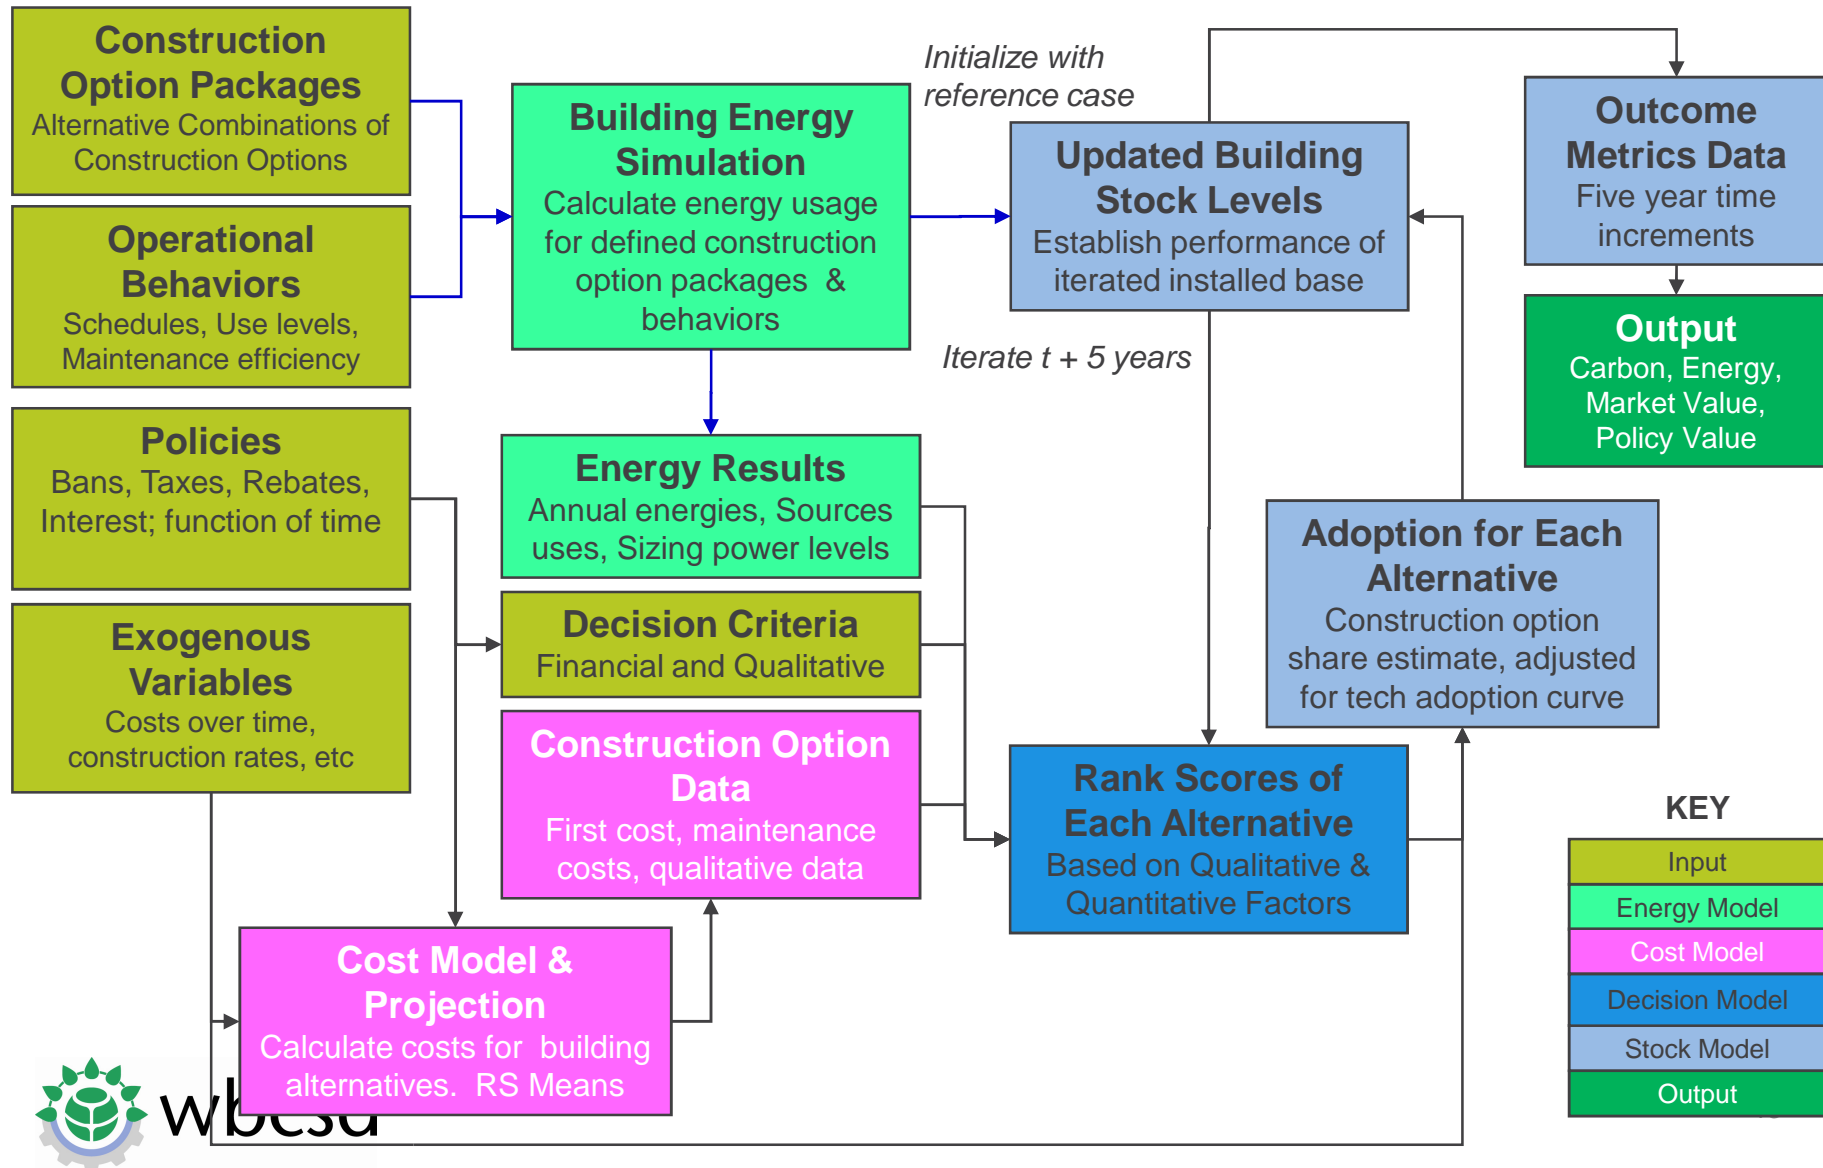 Construction
Option Packages
Alternative Combinations of
Construction Options
Operational
Behaviors
Schedules, Use levels,
Maintenance efficiency
Policies
Bans, Taxes, Rebates,
Interest; function of time
Exogenous
Variables
Costs over time,
construction rates, etc
Building Energy
Simulation
Calculate energy usage
for defined construction
option packages &
behaviors
Energy Results
Annual energies, Sources
uses, Sizing power levels
Decision Criteria
Financial and Qualitative
Construction Option
Data
First cost, maintenance
costs, qualitative data
Cost Model &
Projection
Calculate costs for building
alternatives. RS Means
Initialize with
reference case
Updated Building
Stock Levels
Establish performance of
iterated installed base
Iterate t + 5 years
Rank Scores of
Each Alternative
Based on Qualitative &
Quantitative Factors
Adoption for Each
Alternative
Construction option
share estimate, adjusted
for tech adoption curve
Outcome
Metrics Data
Five year time
increments
Output
Carbon, Energy,
Market Value,
Policy Value
KEY
Input
Energy Model
Cost Model
Decision Model
Stock Model
Output
wbcsd